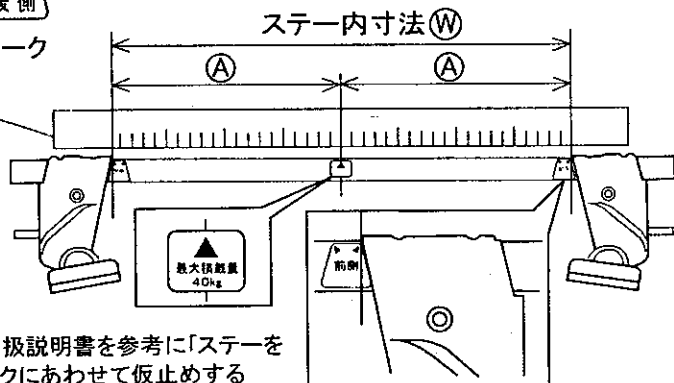 後側
ーク
ステー内寸法Ⓦ
Ⓐ Ⓐ
▲
最大積載量
40kg
前側
扱説明書を参考に「ステーを
クにあわせて仮止めする